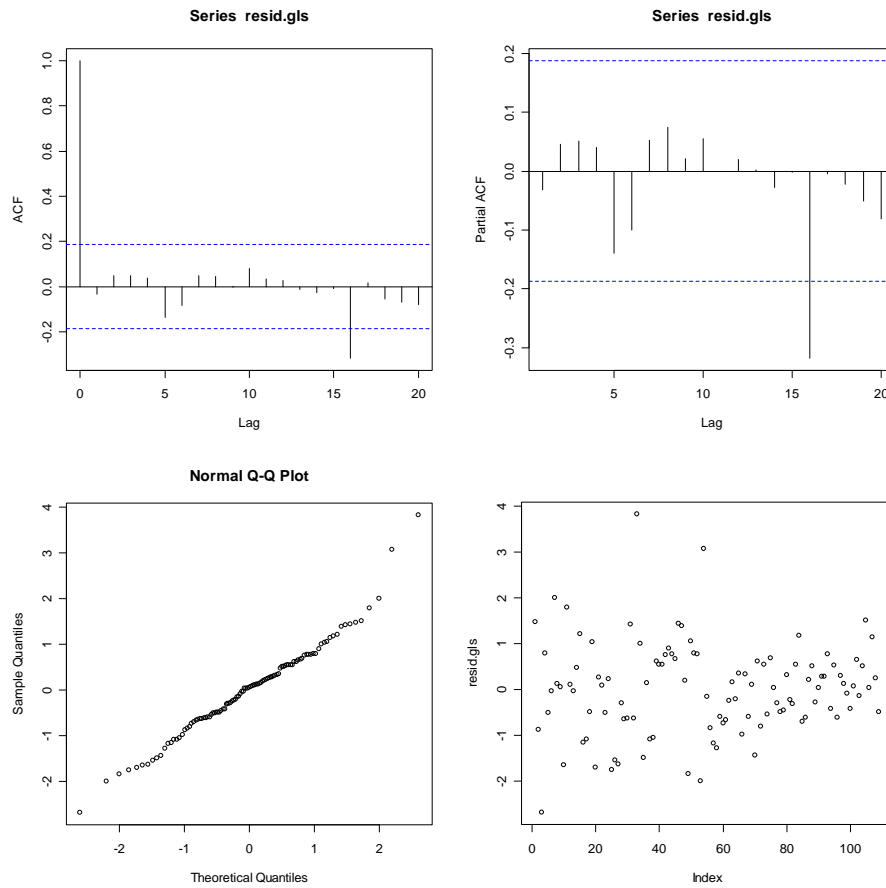 Series resid.gls
ACF
1.0
0.8
0.6
0.4
0.2
0.0
-0.2
0 5 10 15 20
Lag
Series resid.gls
Partial ACF
0.2
0.1
0.0
-0.1
-0.2
-0.3
5 10 15 20
Lag
Normal Q-Q Plot
Sample Quantiles
4
3
2
1
0
-1
-2
-2 -1 0 1 2
Theoretical Quantiles
resid.gls
4
3
2
1
0
-1
-2
0 20 40 60 80 100
Index